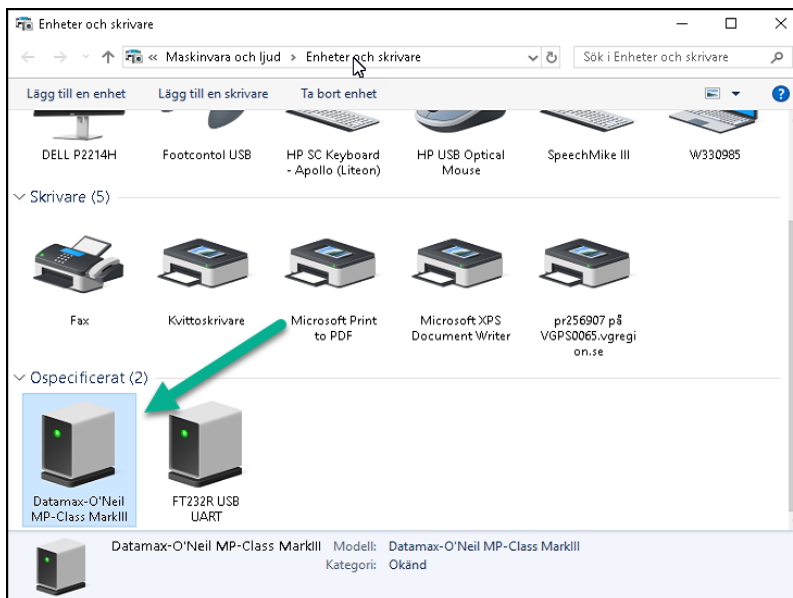 Enheter och skrivare
« Maskinvara och ljud › Enheter och skrivare
Sök i Enheter och skrivare
Lägg till en enhet Lägg till en skrivare Ta bort enhet
DELL P2214H
Footcontol USB
HP SC Keyboard
- Apollo (Liteon)
HP USB Optical
Mouse
SpeechMike III
W330985
Skrivare (5)
Fax
Kvittoskrivare
Microsoft Print
to PDF
Microsoft XPS
Document Writer
pr256907 på
VGPS0065.vgregi
on.se
Ospecificerat (2)
Datamax-O'Neil
MP-Class MarkIII
FT232R USB
UART
Datamax-O'Neil MP-Class MarkIII Modell: Datamax-O'Neil MP-Class MarkIII
Kategori: Okänd